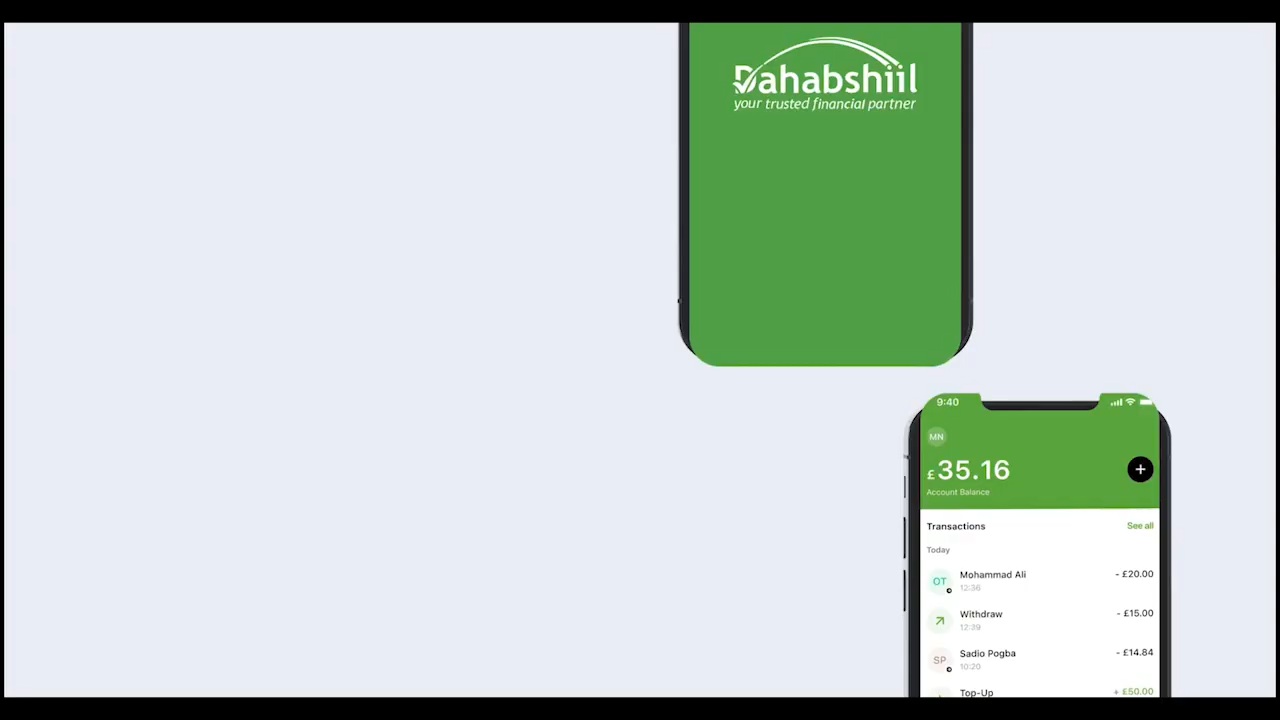 Dahabshiil
your trusted financial partner
9:40
MN
£35.16
Account Balance
Transactions
See all
Today
OT
Mohammad Ali
- £20.00
12:36
Withdraw
- £15.00
12:39
SP
Sadio Pogba
- £14.84
10:20
Top-Up
+ £50.00